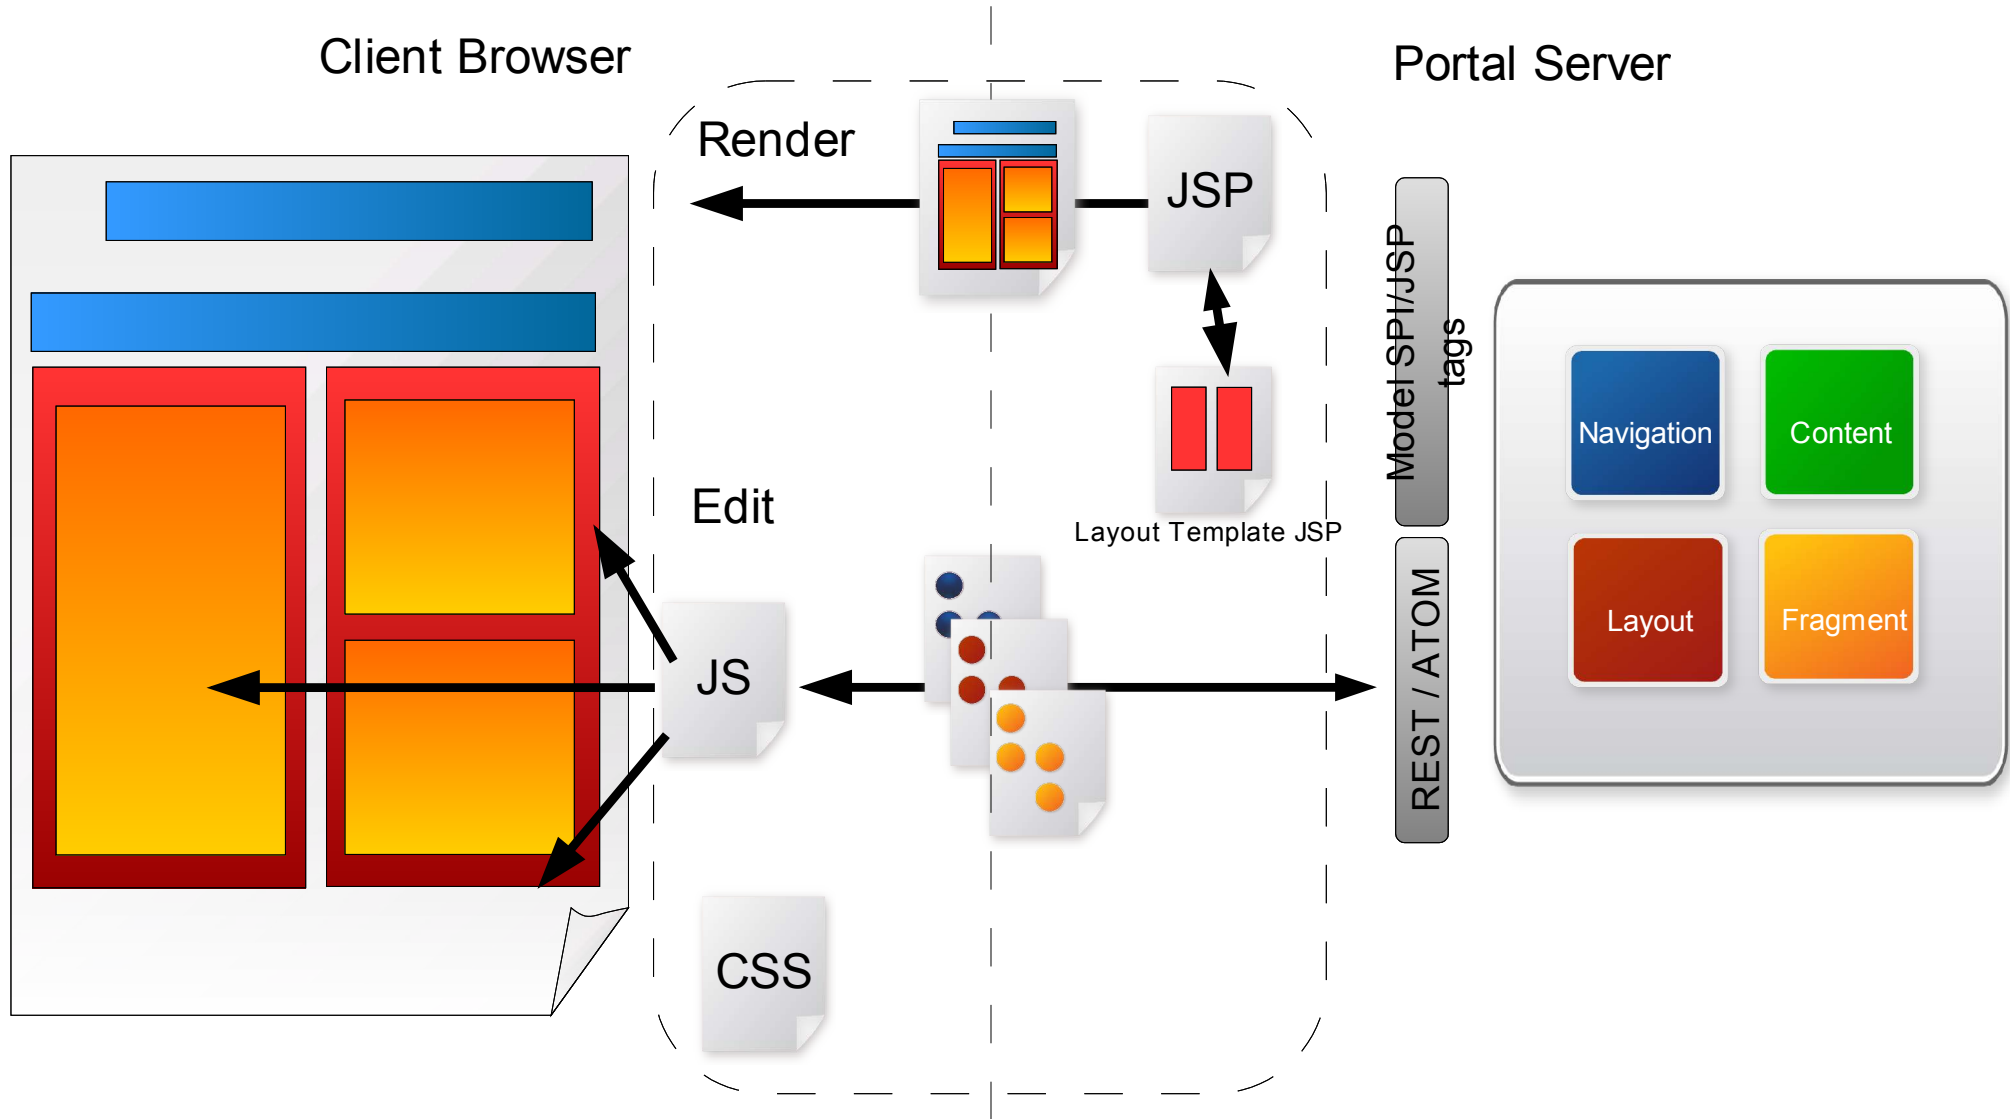 Client Browser
Portal Server
Render
JSP
Model SPI/JSP
tags
Navigation
Content
Edit
Layout Template JSP
Layout
Fragment
JS
REST / ATOM
CSS